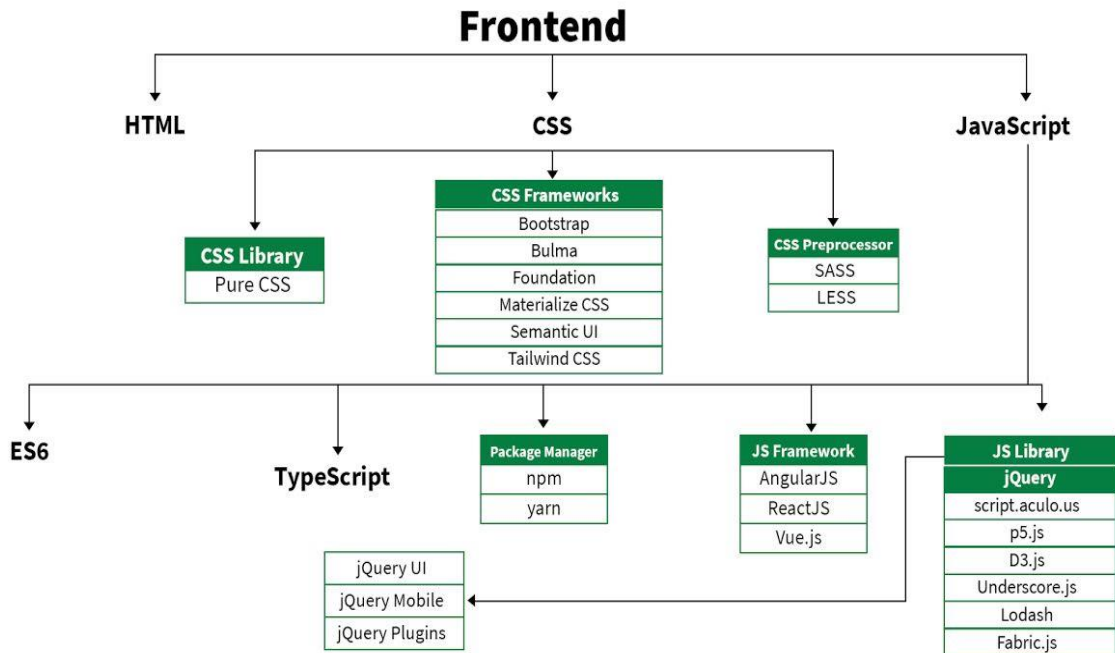 Frontend
HTML
CSS
JavaScript
CSS Library
Pure CSS
CSS Frameworks
Bootstrap
Bulma
Foundation
Materialize CSS
Semantic UI
Tailwind CSS
CSS Preprocessor
SASS
LESS
ES6
TypeScript
Package Manager
npm
yarn
JS Framework
AngularJS
ReactJS
Vue.js
JS Library
jQuery
script.aculo.us
p5.js
D3.js
Underscore.js
Lodash
Fabric.js
jQuery UI
jQuery Mobile
jQuery Plugins